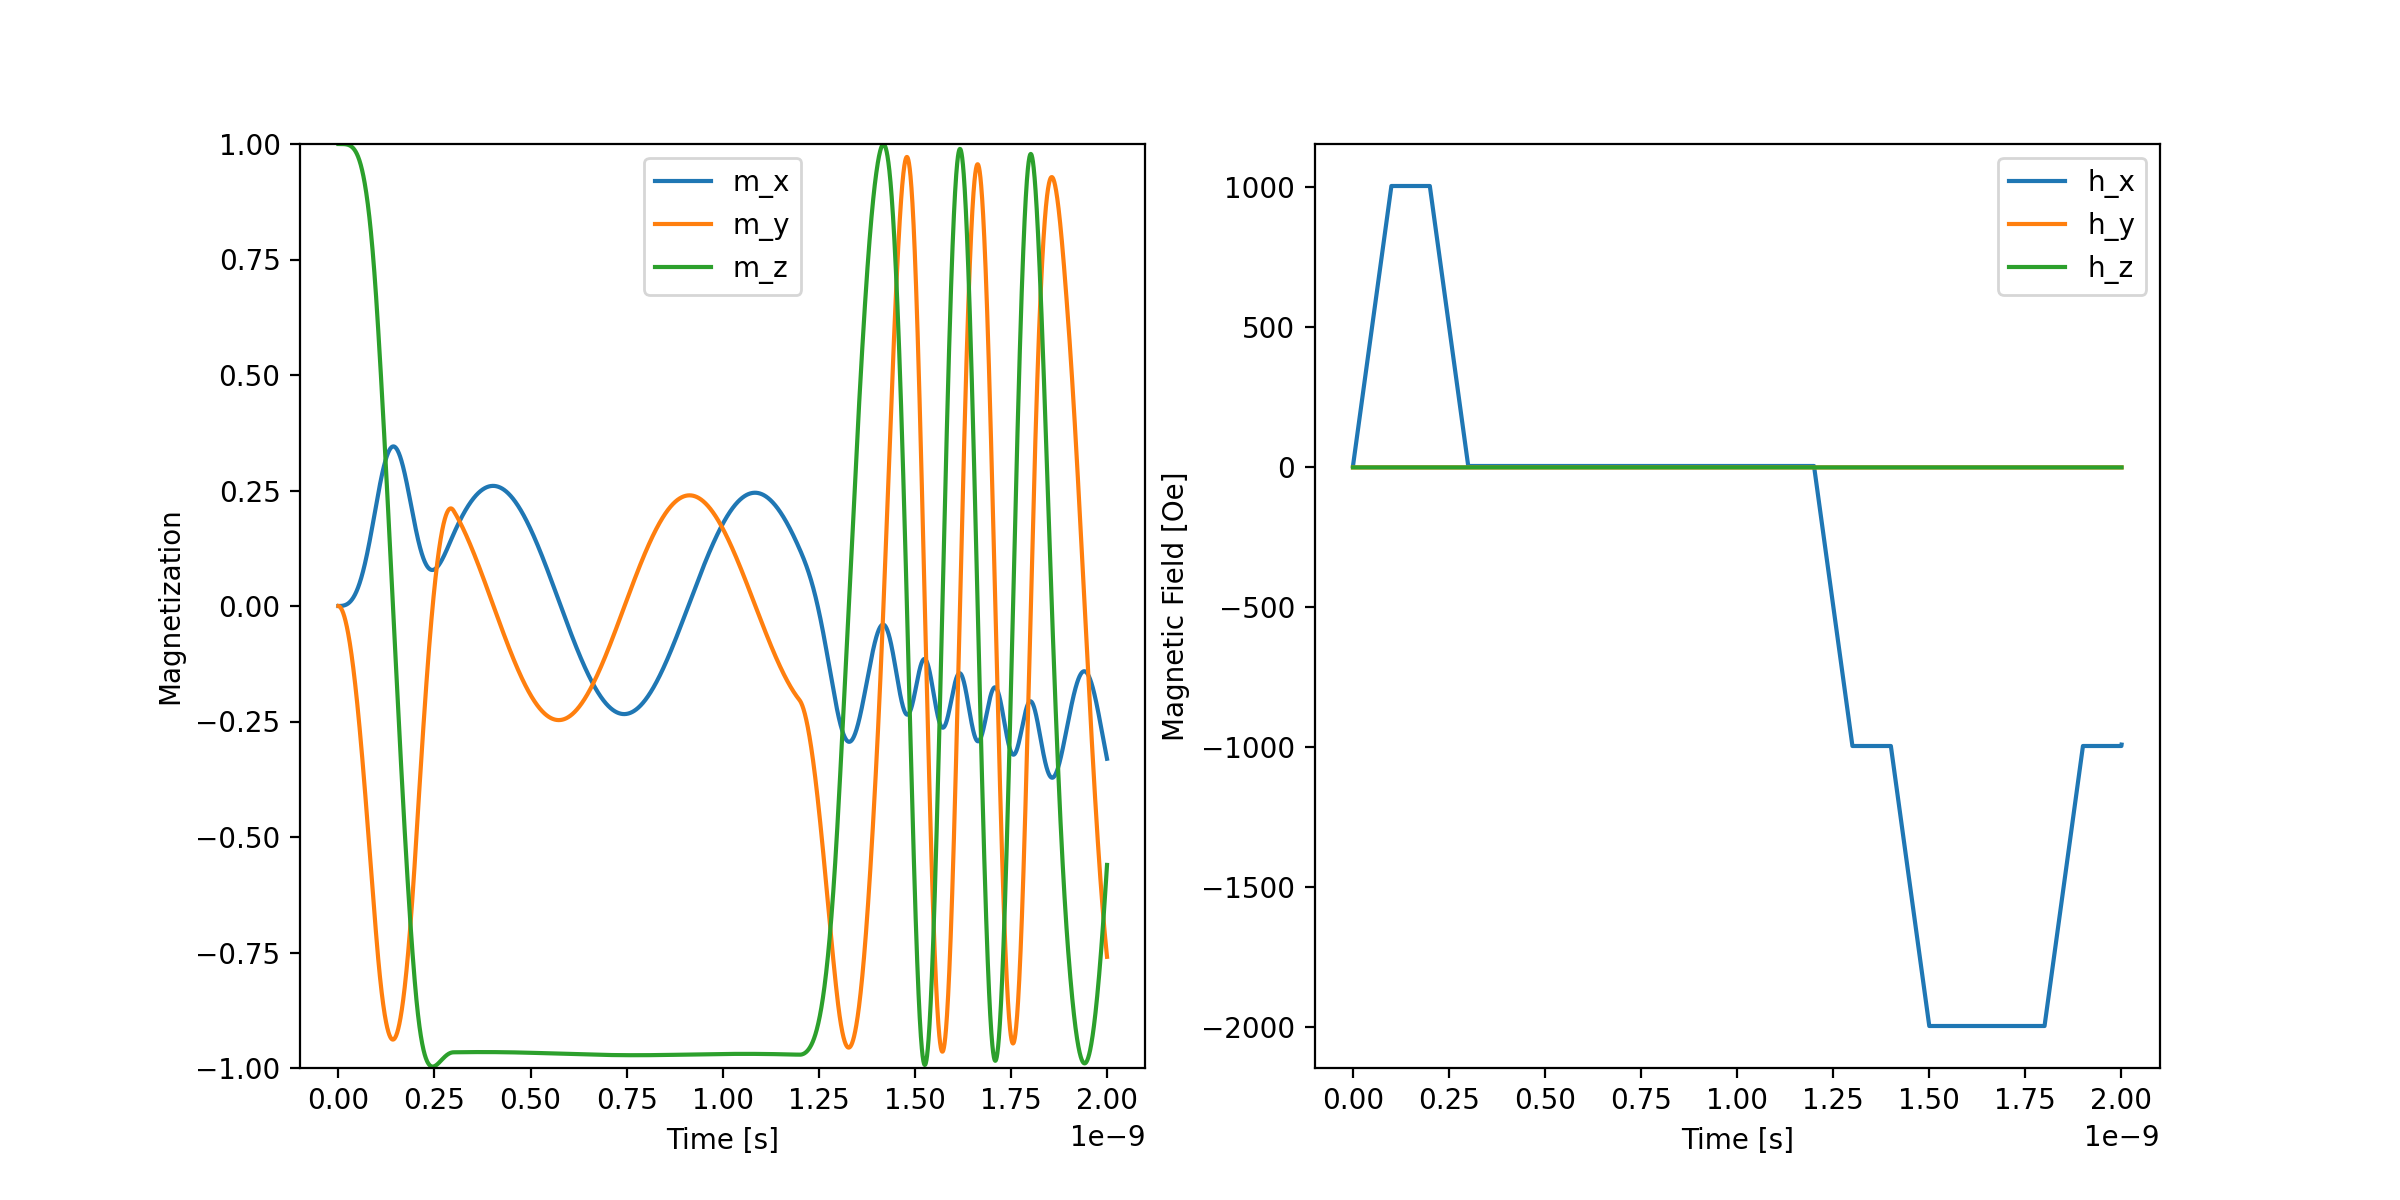 Magnetization
1.00
0.75
0.50
0.25
0.00
−0.25
−0.50
−0.75
−1.00
m_x
m_y
m_z
0.00 0.25 0.50 0.75 1.00 1.25 1.50 1.75 2.00
Time [s]
1e−9
Magnetic Field [Oe]
1000
500
0
−500
−1000
−1500
−2000
h_x
h_y
h_z
0.00 0.25 0.50 0.75 1.00 1.25 1.50 1.75 2.00
Time [s]
1e−9